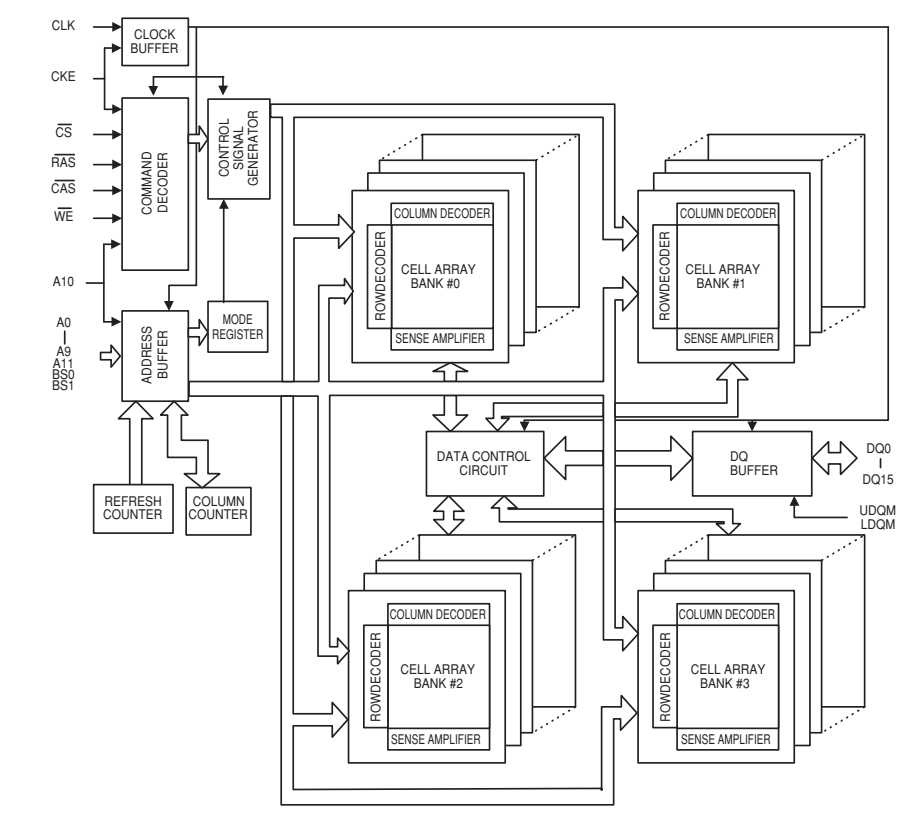 CLK
CLOCK
BUFFER
CKE
CS
RAS
CAS
WE
COMMAND
DECODER
CONTROL
SIGNAL
GENERATOR
A10
A0
A9
A11
BS0
BS1
ADDRESS
BUFFER
MODE
REGISTER
REFRESH
COUNTER
COLUMN
COUNTER
COLUMN DECODER
ROWDECODER
CELL ARRAY
BANK #0
SENSE AMPLIFIER
COLUMN DECODER
ROWDECODER
CELL ARRAY
BANK #1
SENSE AMPLIFIER
DATA CONTROL
CIRCUIT
DQ
BUFFER
DQ0
DQ15
UDQM
LDQM
COLUMN DECODER
ROWDECODER
CELL ARRAY
BANK #2
SENSE AMPLIFIER
COLUMN DECODER
ROWDECODER
CELL ARRAY
BANK #3
SENSE AMPLIFIER